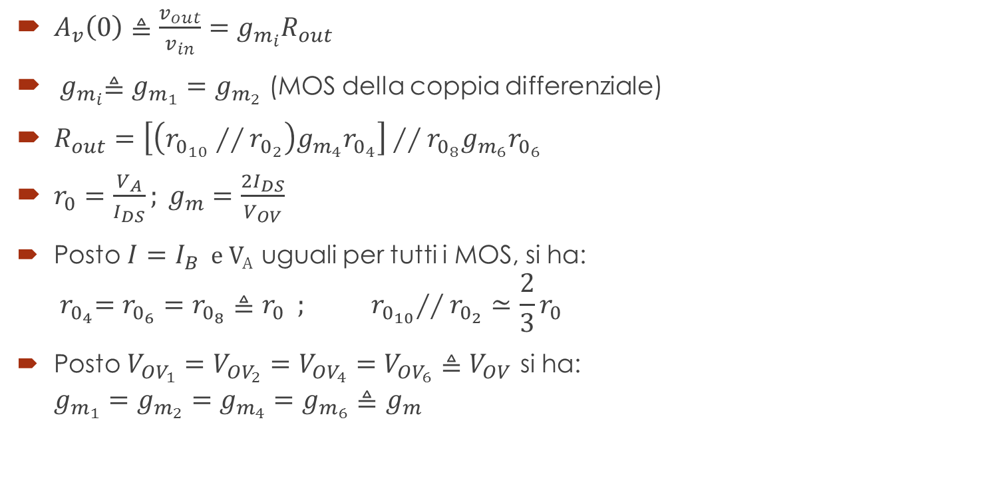 $A_v(0) \triangleq \frac{v_{out}}{v_{in}} = g_{m_i} R_{out}$
$g_{m_i} \triangleq g_{m_1} = g_{m_2}$ (MOS della coppia differenziale)
$R_{out} = \left[\left(r_{0_{10}} // r_{0_2}\right) g_{m_4} r_{0_4}\right] // r_{0_8} g_{m_6} r_{0_6}$
$r_0 = \frac{V_A}{I_{DS}}; \; g_m = \frac{2I_{DS}}{V_{OV}}$
Posto $I = I_B$ e $V_A$ uguali per tutti i MOS, si ha:
$r_{0_4} = r_{0_6} = r_{0_8} \triangleq r_0 \; ; \quad r_{0_{10}} // r_{0_2} \simeq \frac{2}{3} r_0$
Posto $V_{OV_1} = V_{OV_2} = V_{OV_4} = V_{OV_6} \triangleq V_{OV}$ si ha:
$g_{m_1} = g_{m_2} = g_{m_4} = g_{m_6} \triangleq g_m$